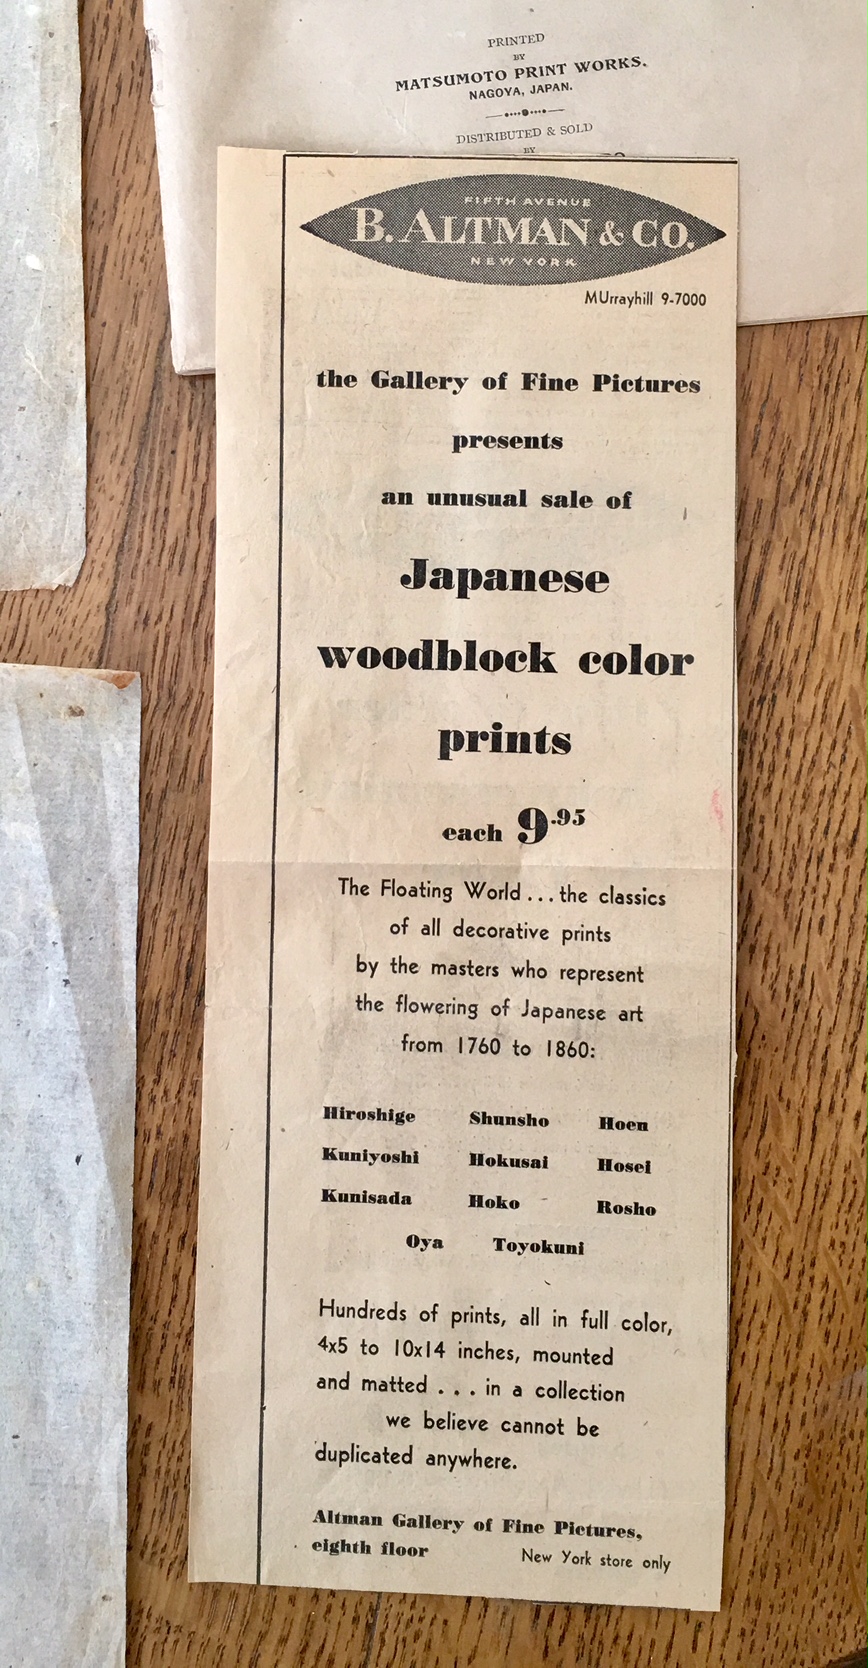 PRINTED
BY
MATSUMOTO PRINT WORKS.
NAGOYA, JAPAN.
DISTRIBUTED & SOLD
BY
FIFTH AVENUE
B. ALTMAN & CO.
NEW YORK
MUrrayhill 9-7000
the Gallery of Fine Pictures
presents
an unusual sale of
Japanese
woodblock color
prints
each 9.95
The Floating World ... the classics
of all decorative prints
by the masters who represent
the flowering of Japanese art
from 1760 to 1860:
Hiroshige Shunsho Hoen
Kuniyoshi Hokusai Hosei
Kunisada Hoko Rosho
Oya Toyokuni
Hundreds of prints, all in full color,
4x5 to 10x14 inches, mounted
and matted . . . in a collection
we believe cannot be
duplicated anywhere.
Altman Gallery of Fine Pictures,
eighth floor New York store only